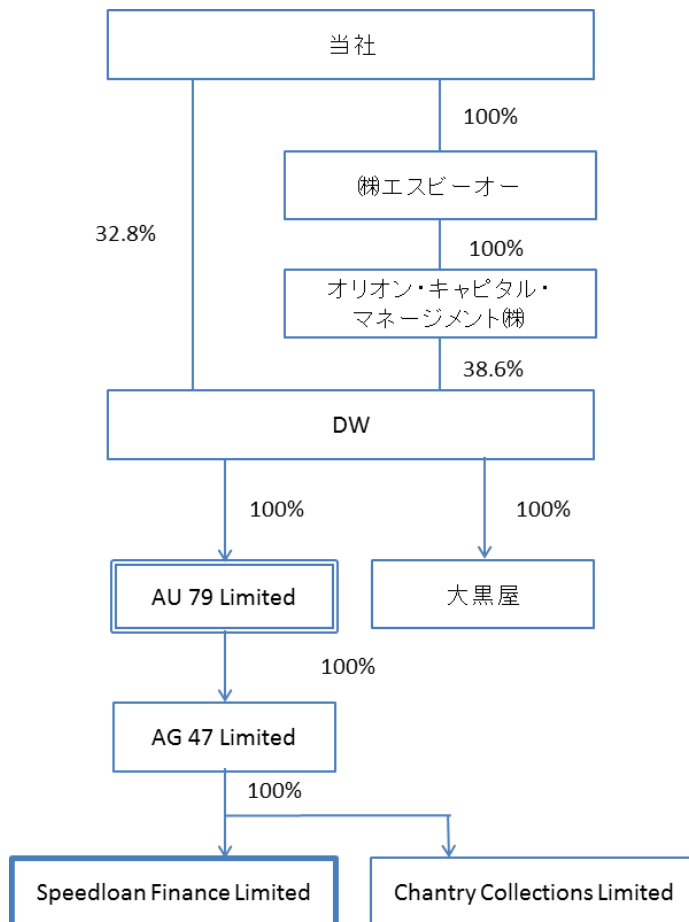 当社
100%
㈱エスビーオー
32.8%
100%
オリオン・キャピタル・
マネージメント㈱
38.6%
DW
100%
100%
AU 79 Limited
大黒屋
100%
AG 47 Limited
100%
Speedloan Finance Limited
Chantry Collections Limited